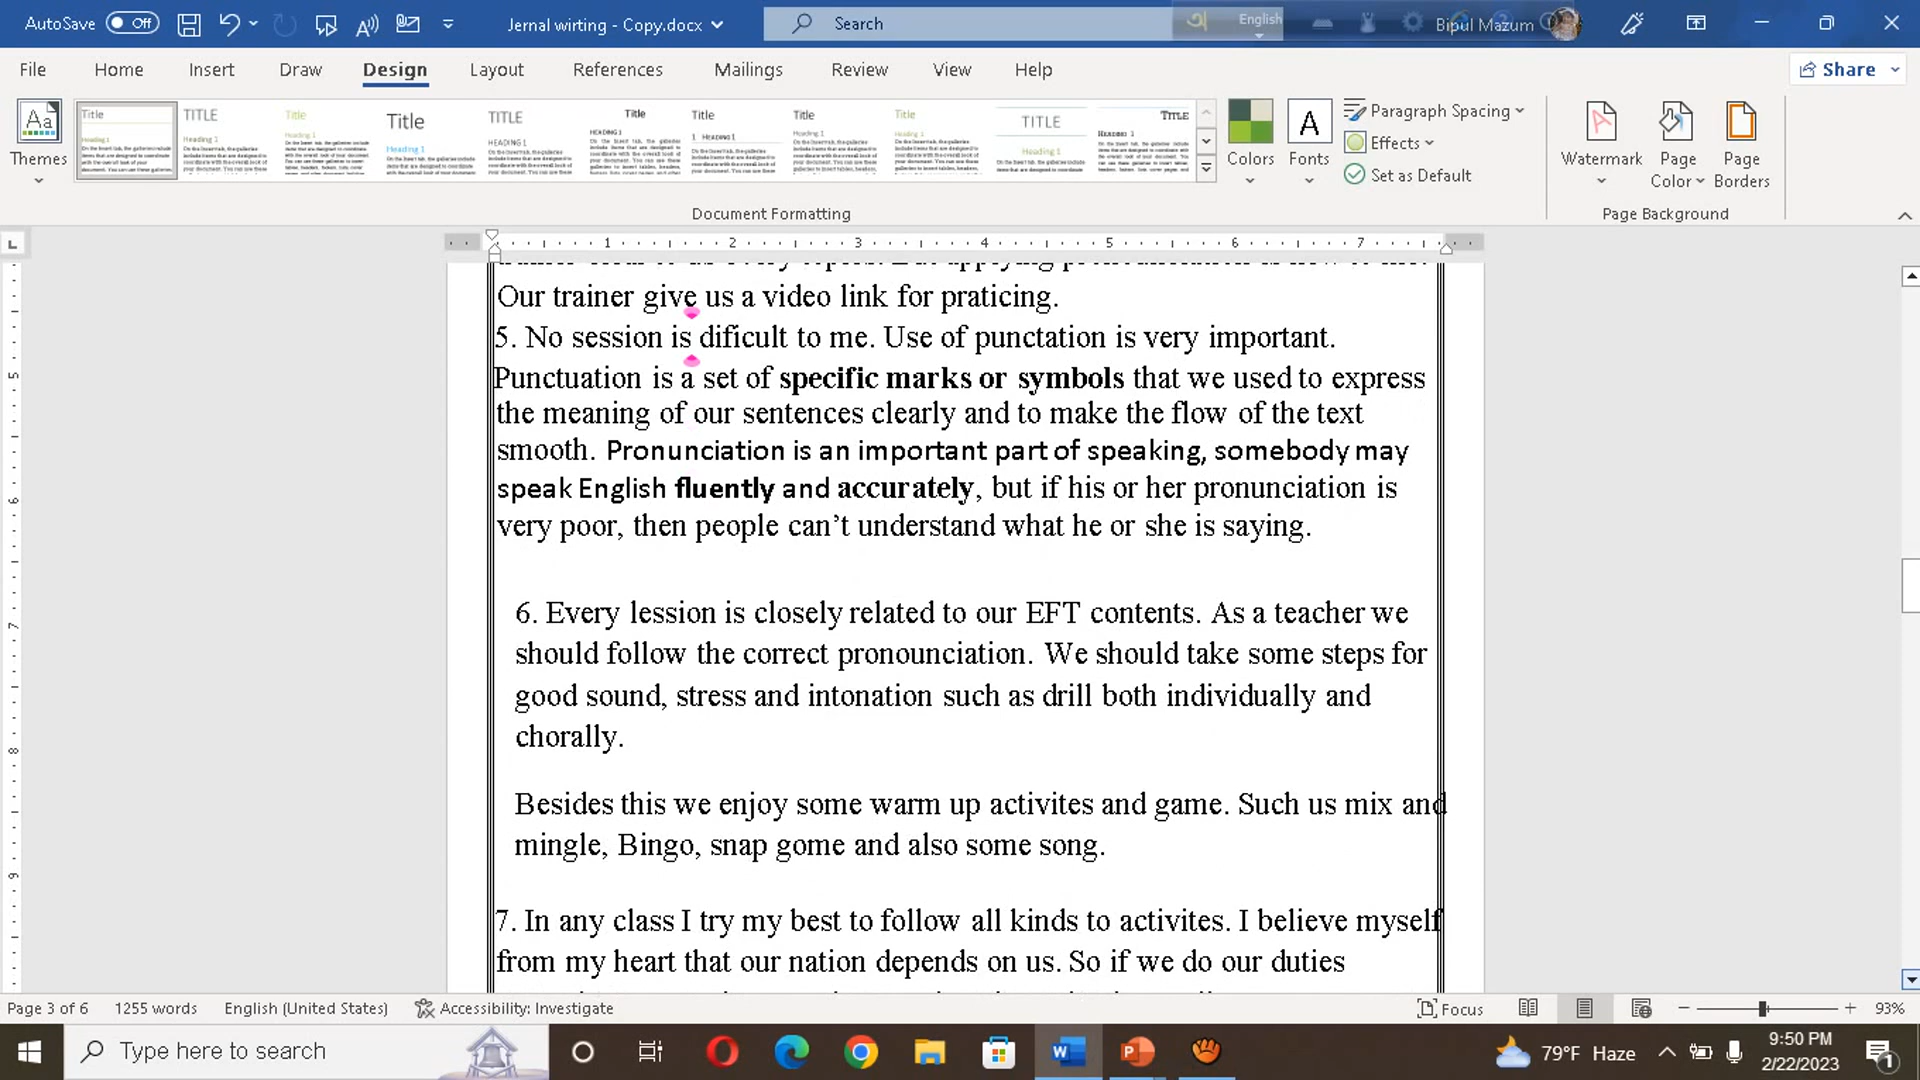 AutoSave Off Jernal wirting - Copy.docx Search English Bipul Mazum
File Home Insert Draw Design Layout References Mailings Review View Help Share
Themes
Title TITLE Title Title TITLE Title Title TITLE Title TITLE TITLE
Heading 1 Heading 1 Heading 1 Heading 1 HEADING 1 HEADING 1 1 HEADING 1 Heading 1 Heading 1 Heading 1 HEADING 1
Colors Fonts
Paragraph Spacing
Effects
Set as Default
Watermark Page Color Page Borders
Document Formatting Page Background
1 2 3 4 5 6 7
Our trainer give us a video link for praticing.
5. No session is dificult to me. Use of punctation is very important.
Punctuation is a set of specific marks or symbols that we used to express
the meaning of our sentences clearly and to make the flow of the text
smooth. Pronunciation is an important part of speaking, somebody may
speak English fluently and accurately, but if his or her pronunciation is
very poor, then people can’t understand what he or she is saying.
6. Every lession is closely related to our EFT contents. As a teacher we
should follow the correct pronounciation. We should take some steps for
good sound, stress and intonation such as drill both individually and
chorally.
Besides this we enjoy some warm up activites and game. Such us mix and
mingle, Bingo, snap gome and also some song.
7. In any class I try my best to follow all kinds to activites. I believe myself
from my heart that our nation depends on us. So if we do our duties
Page 3 of 6 1255 words English (United States) Accessibility: Investigate Focus 93%
Type here to search 79°F Haze 9:50 PM
2/22/2023 1